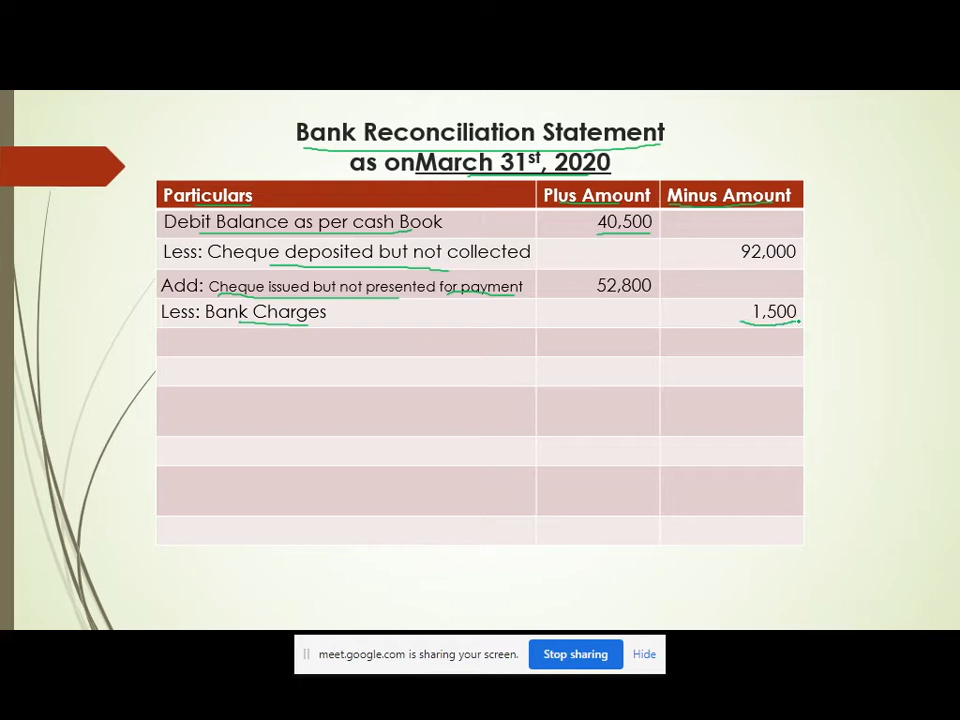 Bank Reconciliation Statement
as onMarch 31st, 2020
Particulars Plus Amount Minus Amount
Debit Balance as per cash Book 40,500
Less: Cheque deposited but not collected 92,000
Add: Cheque issued but not presented for payment 52,800
Less: Bank Charges 1,500
meet.google.com is sharing your screen. Stop sharing Hide